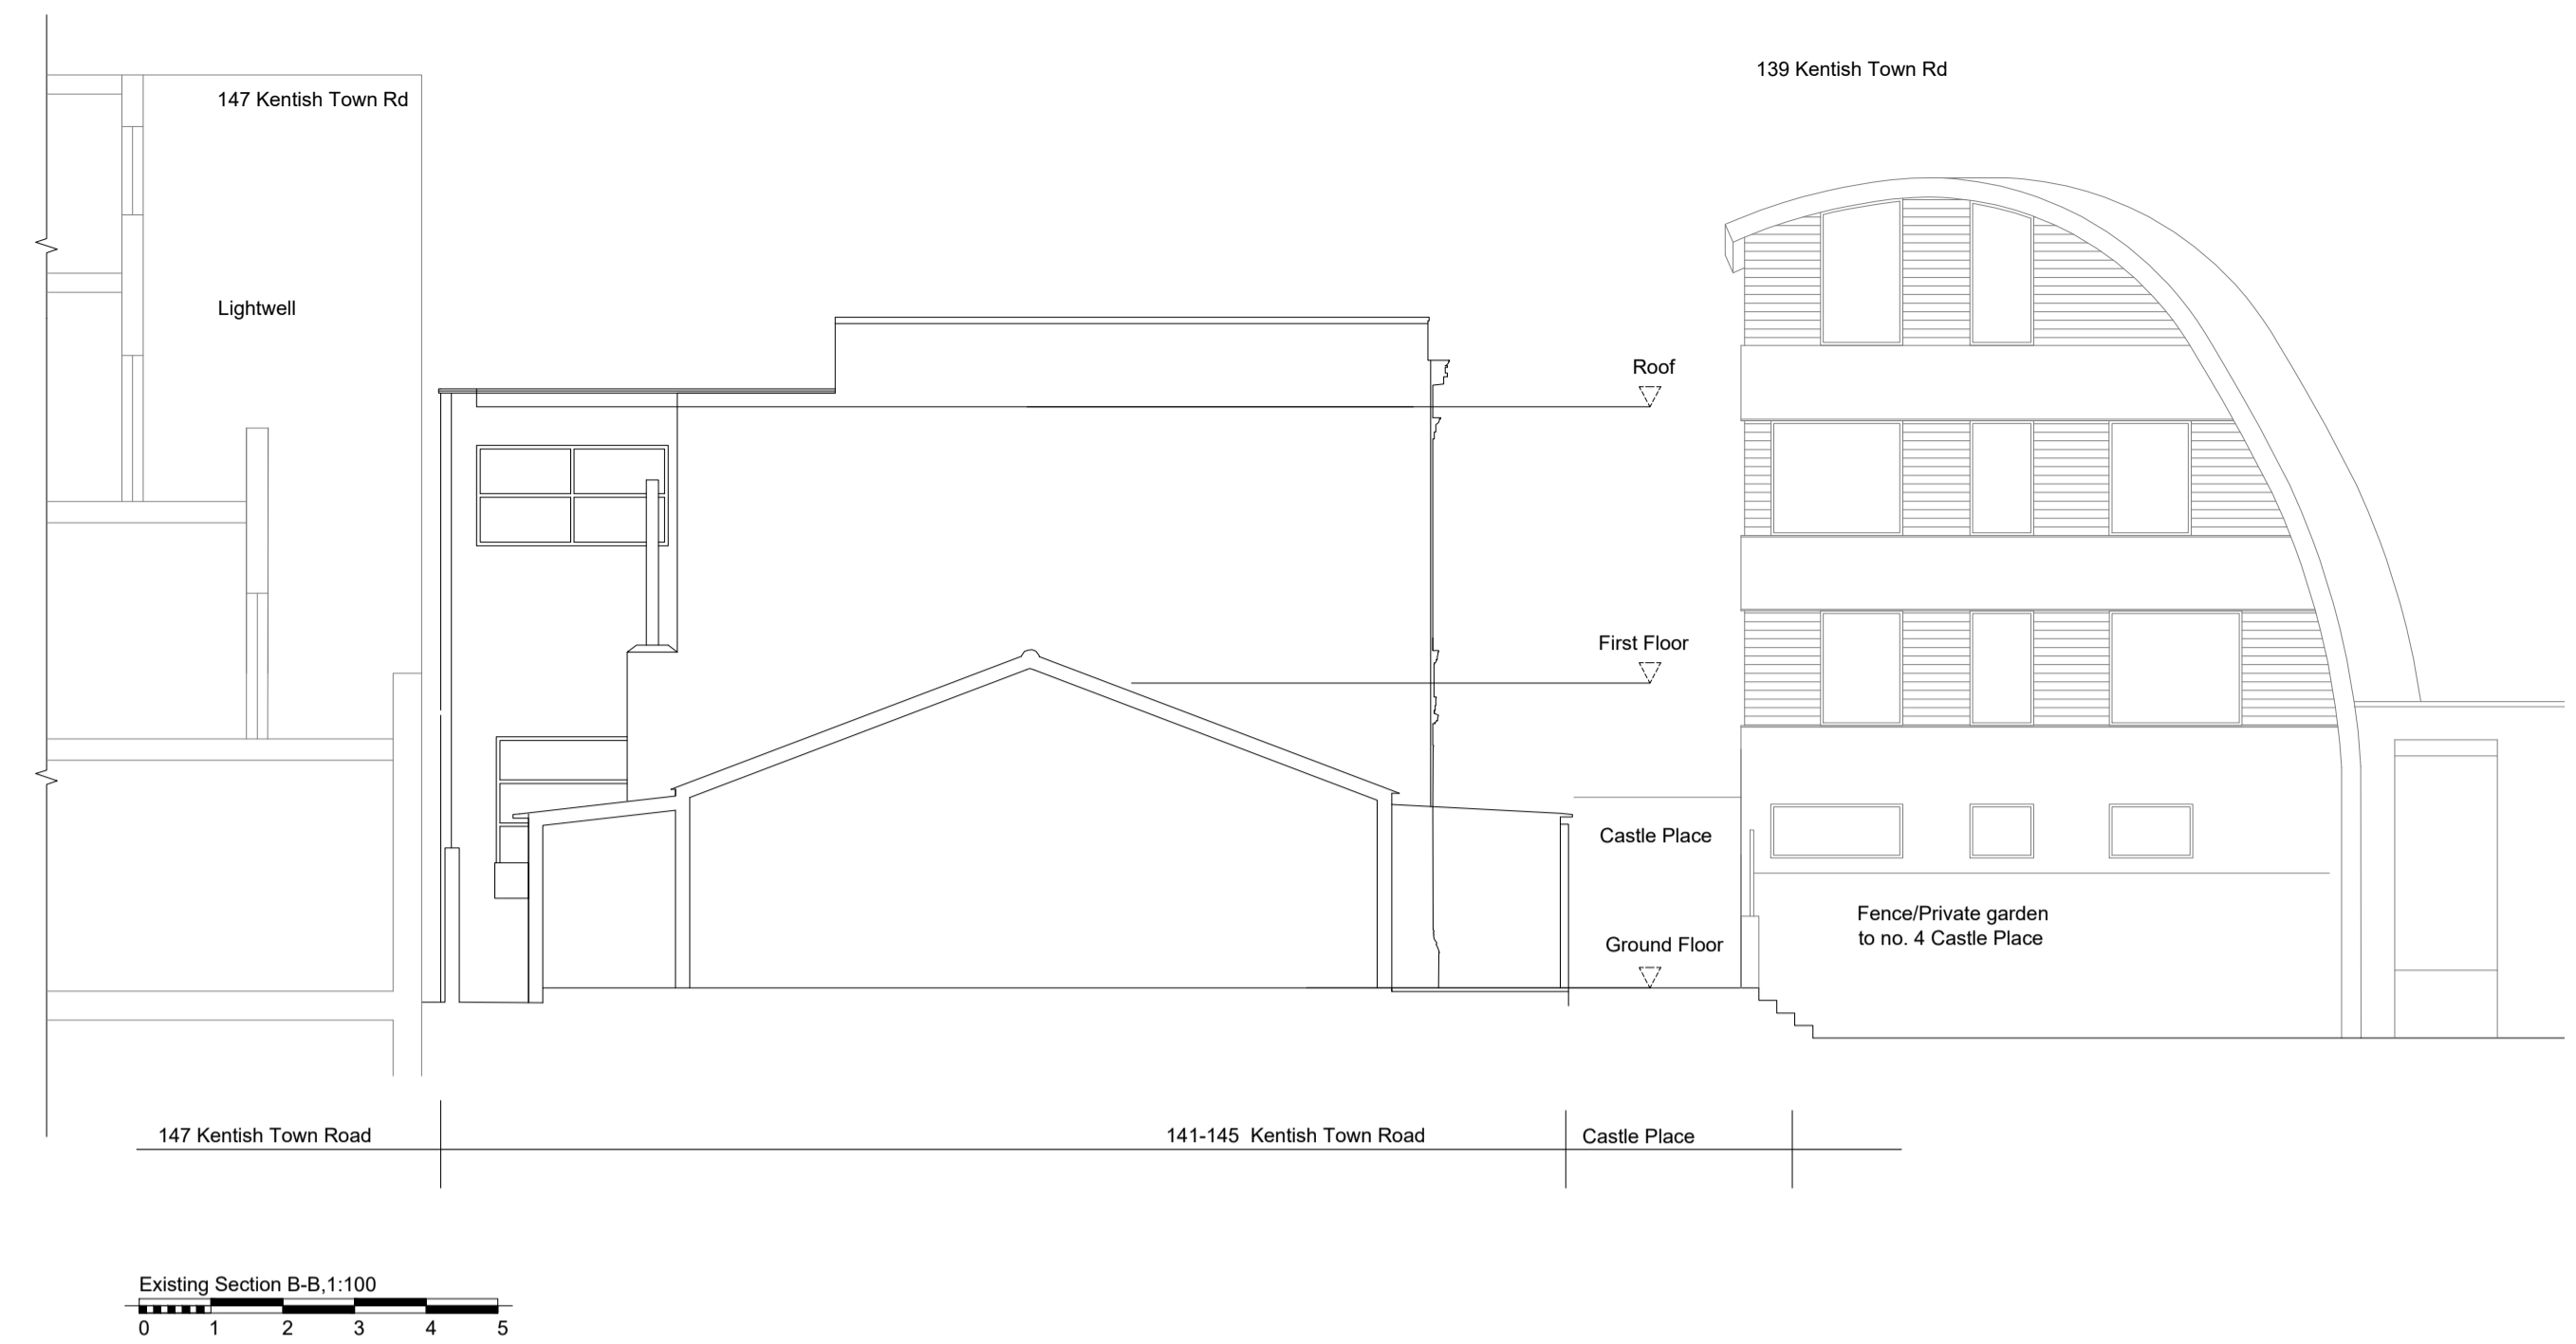 139 Kentish Town Rd
147 Kentish Town Rd
Lightwell
Roof
First Floor
Castle Place
Fence/Private garden
to no. 4 Castle Place
Ground Floor
147 Kentish Town Road
141-145 Kentish Town Road
Castle Place
Existing Section B-B,1:100
0 1 2 3 4 5